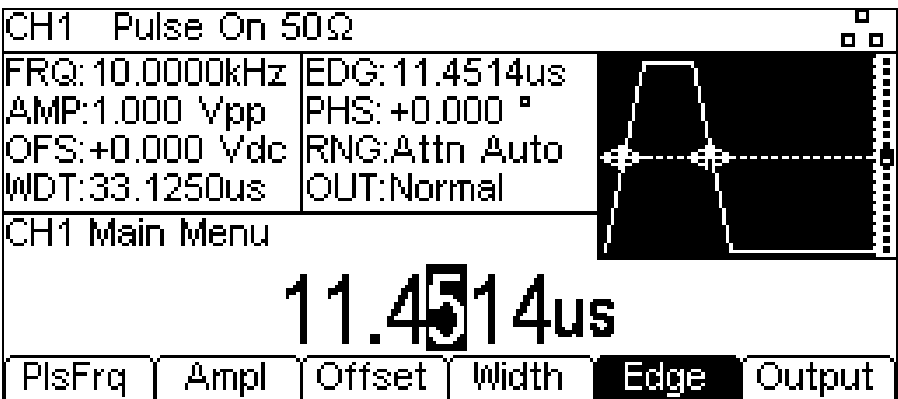 CH1 Pulse On 50Ω
FRQ:10.0000kHz EDG:11.4514us
AMP:1.000 Vpp PHS:+0.000 °
OFS:+0.000 Vdc RNG:Attn Auto
WDT:33.1250us OUT:Normal
CH1 Main Menu
11.4514us
PlsFrq Ampl Offset Width Edge Output